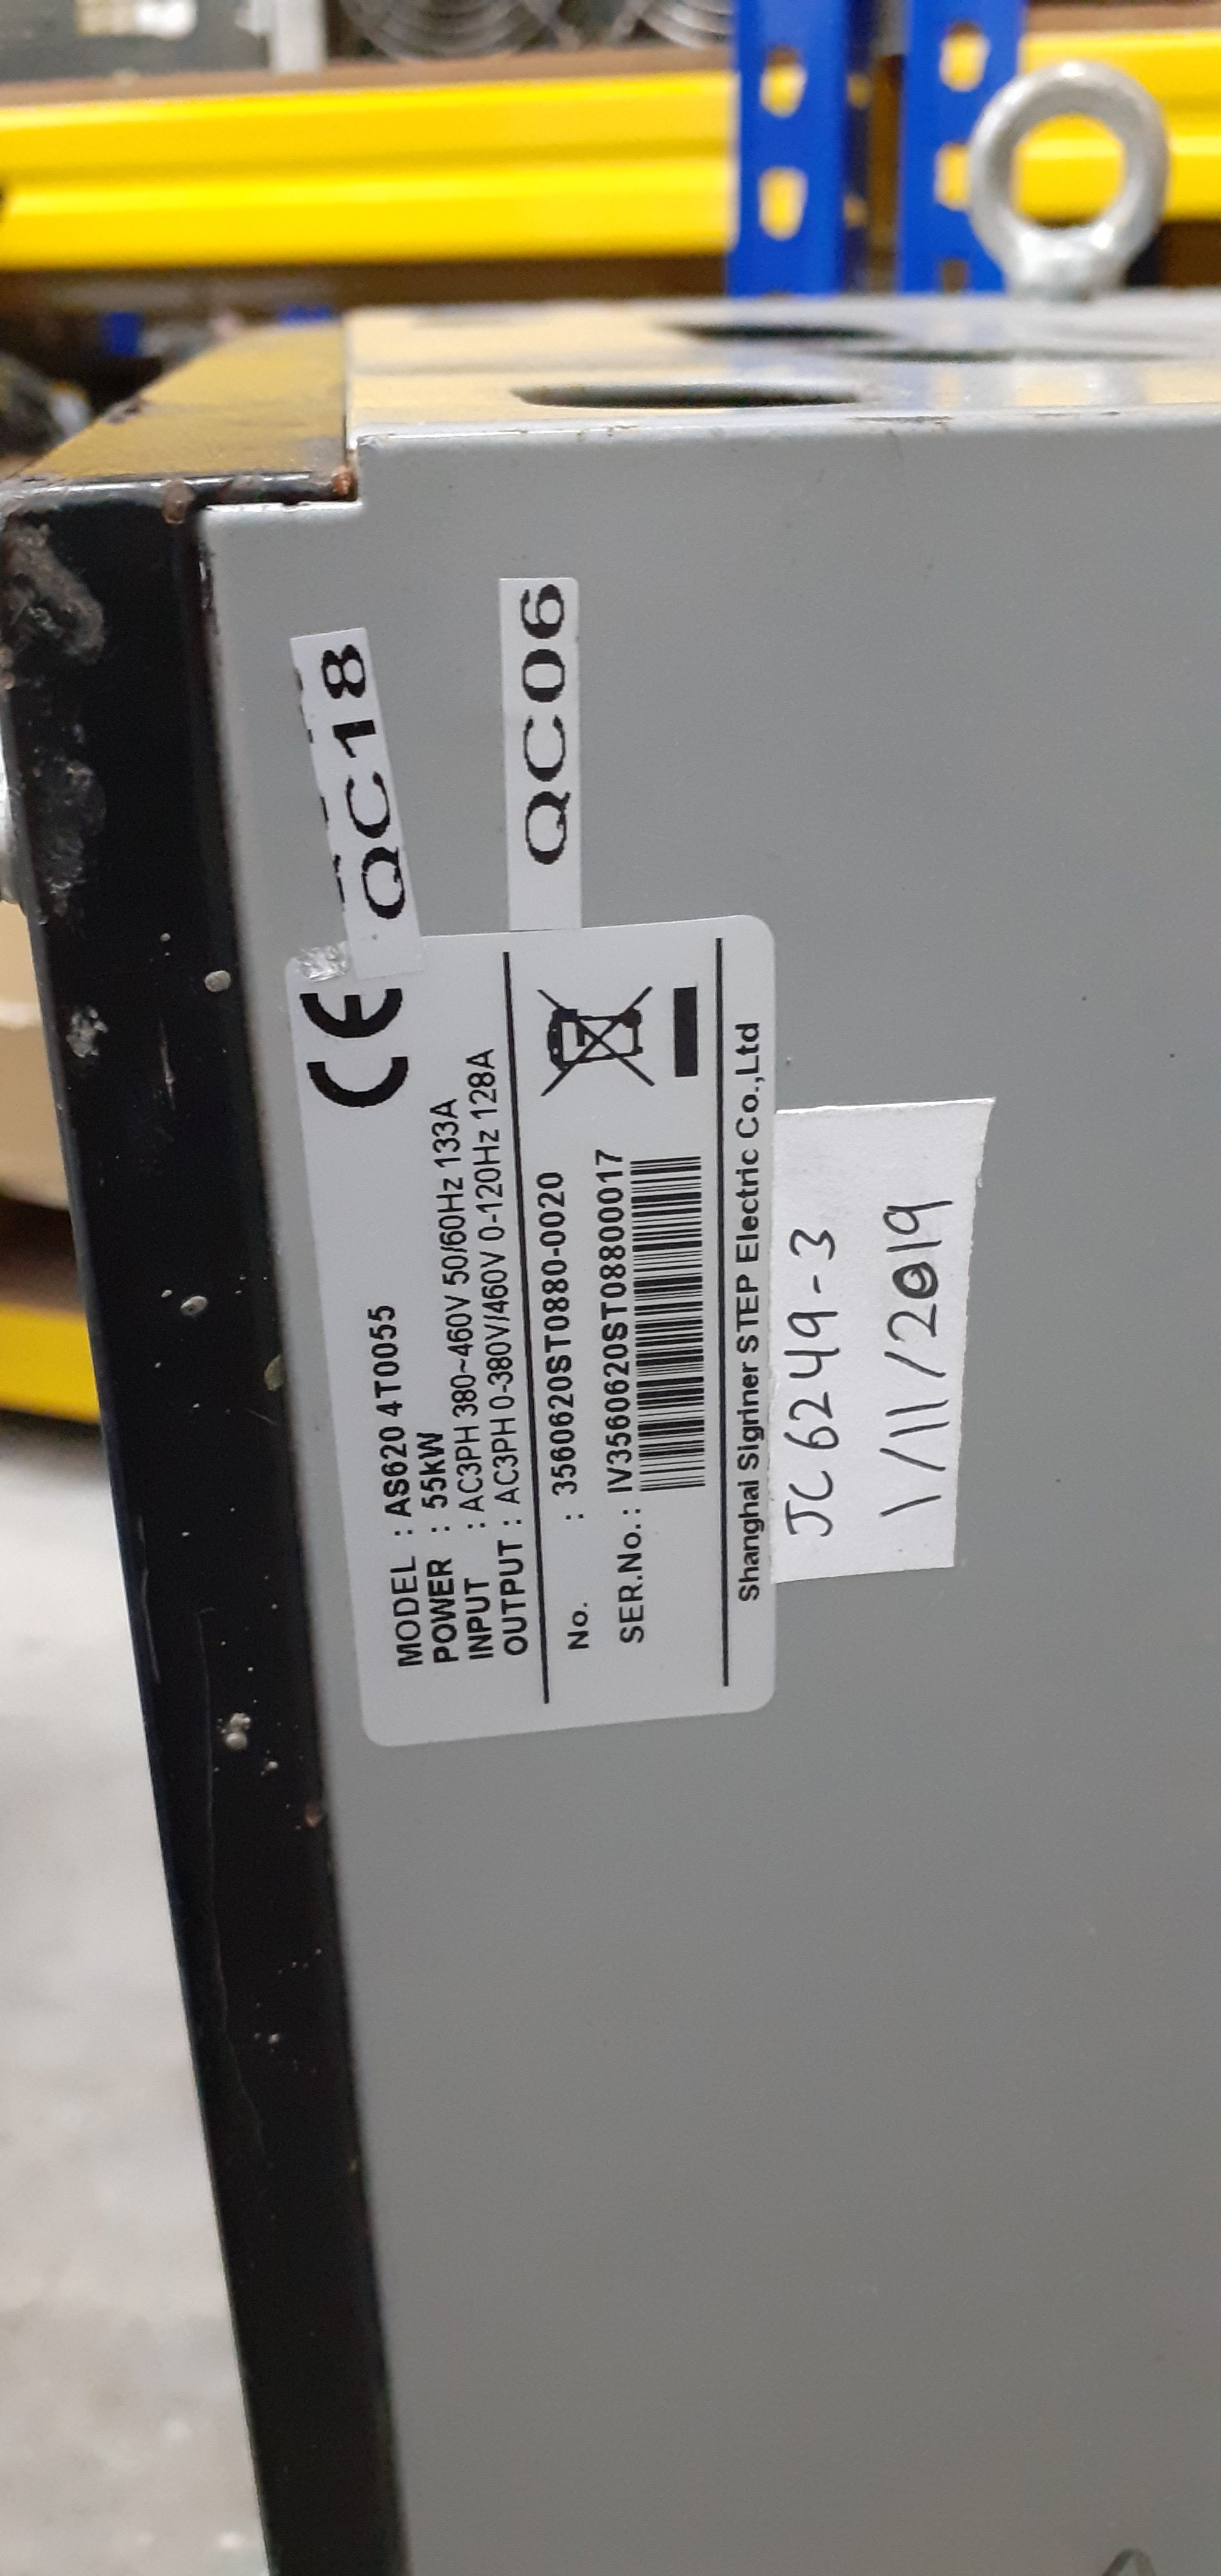 QC18
QC06
CE
MODEL : AS620 4T0055
POWER : 55kW
INPUT : AC3PH 380~460V 50/60Hz 133A
OUTPUT : AC3PH 0-380V/460V 0-120Hz 128A
No. : 3560620ST0880-0020
SER.No. : IV3560620ST08800017
Shanghai Sigriner STEP Electric Co.,Ltd
JC6249-3
1/11/2019